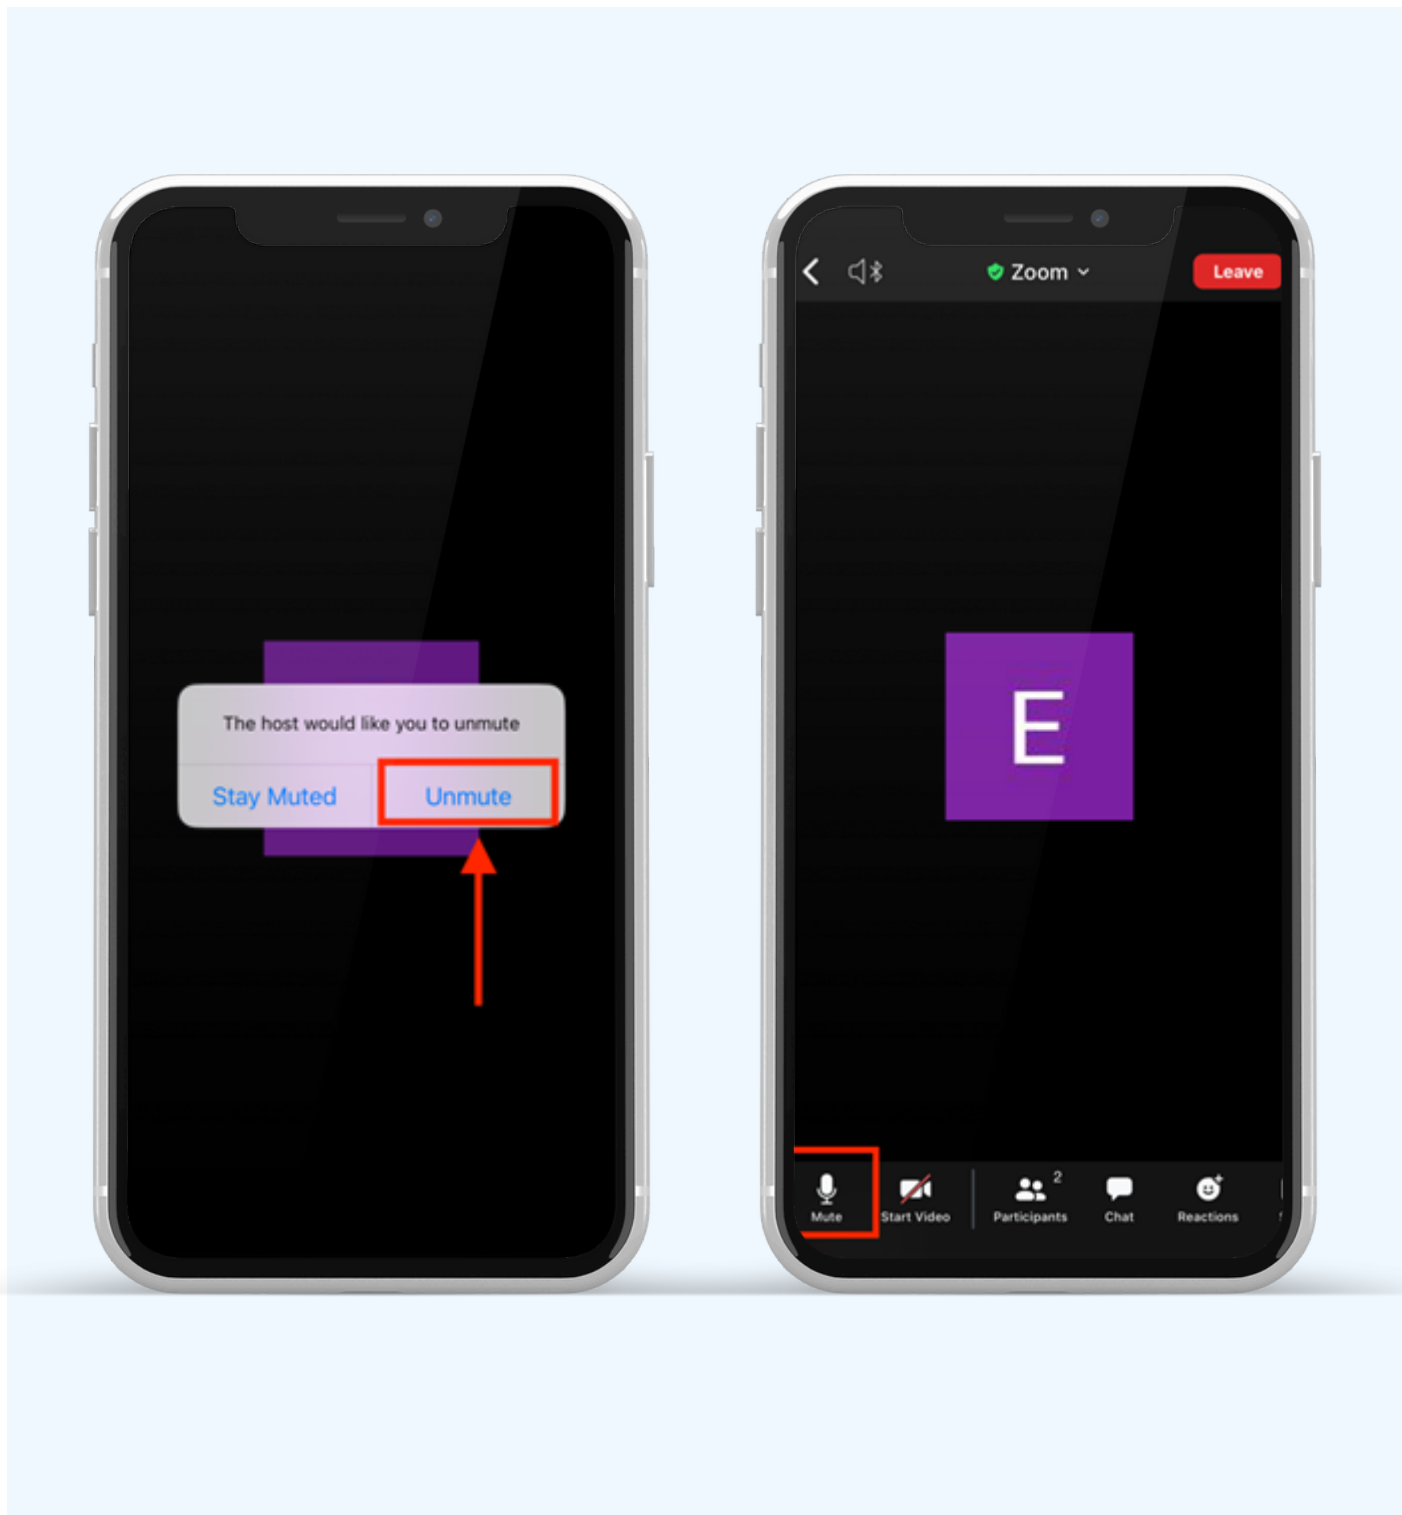 The host would like you to unmute
Stay Muted Unmute
Zoom Leave
E
2
Mute Start Video Participants Chat Reactions